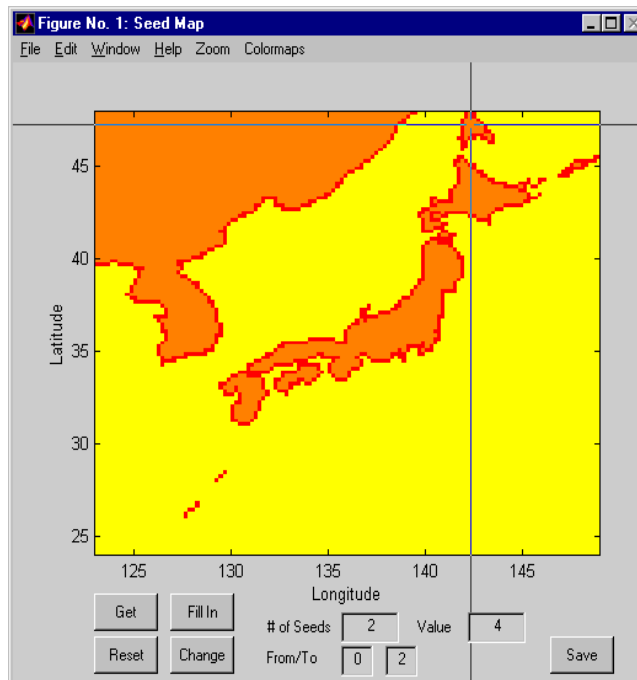 Figure No. 1: Seed Map
File Edit Window Help Zoom Colormaps
45
40
35
30
25
Latitude
125 130 135 140 145
Longitude
Get Fill In
# of Seeds 2 Value 4
Reset Change
From/To 0 2
Save